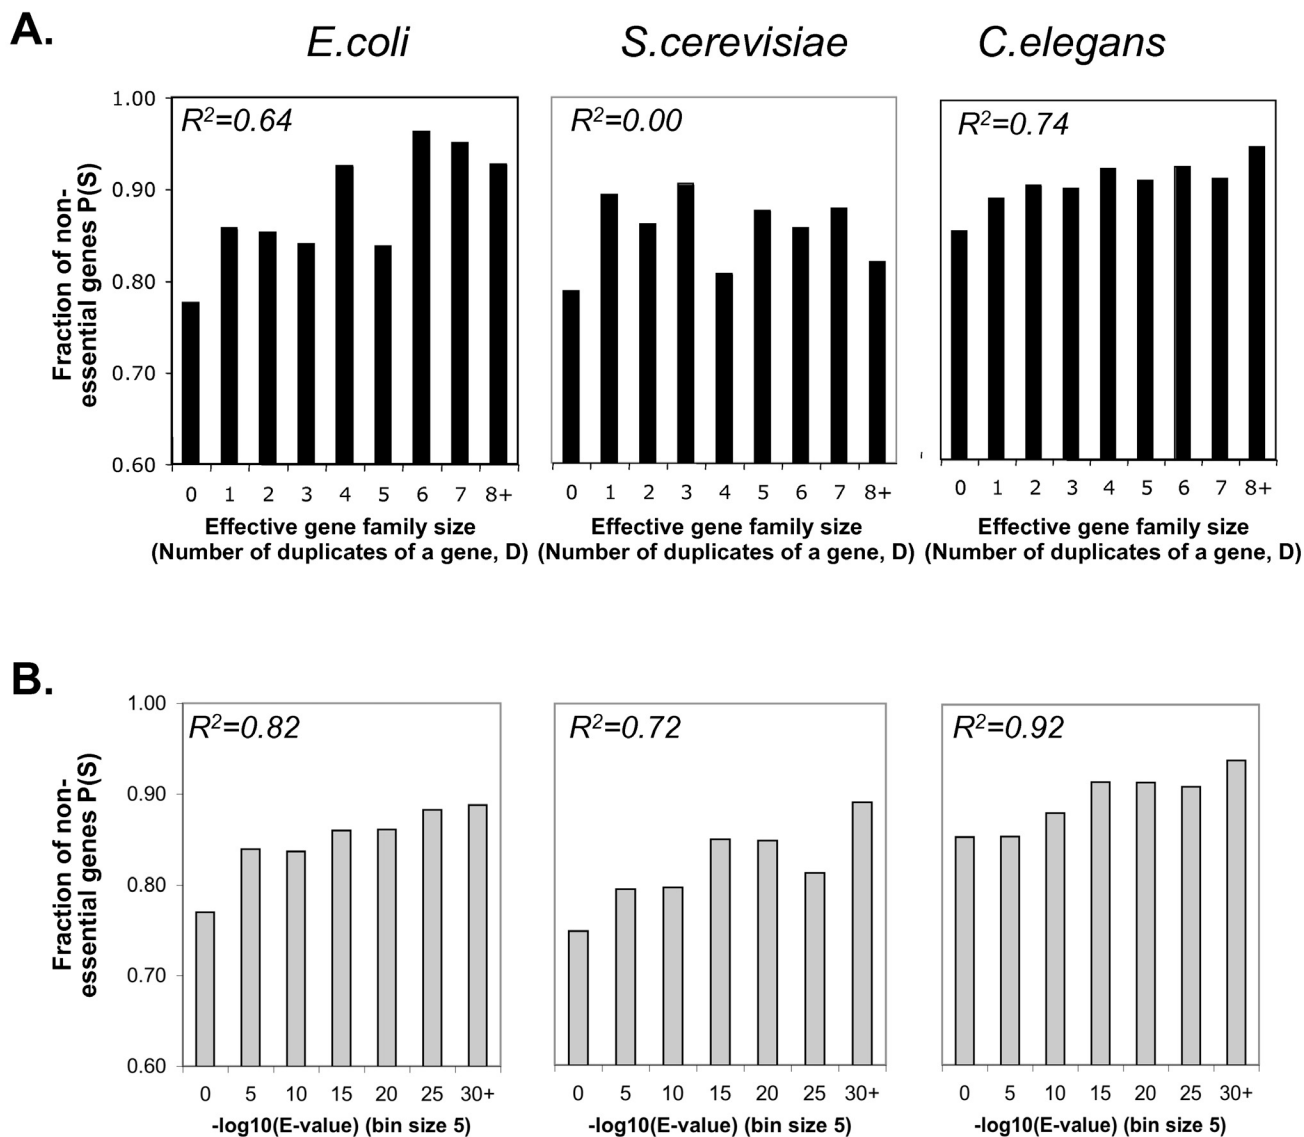 A.
E.coli S.cerevisiae C.elegans
R²=0.64 R²=0.00 R²=0.74
Fraction of non-
essential genes P(S)
1.00
0.90
0.80
0.70
0.60
0 1 2 3 4 5 6 7 8+ 0 1 2 3 4 5 6 7 8+ 0 1 2 3 4 5 6 7 8+
Effective gene family size Effective gene family size Effective gene family size
(Number of duplicates of a gene, D) (Number of duplicates of a gene, D) (Number of duplicates of a gene, D)
B.
R²=0.82 R²=0.72 R²=0.92
Fraction of non-
essential genes P(S)
1.00
0.90
0.80
0.70
0.60
0 5 10 15 20 25 30+ 0 5 10 15 20 25 30+ 0 5 10 15 20 25 30+
-log10(E-value) (bin size 5) -log10(E-value) (bin size 5) -log10(E-value) (bin size 5)